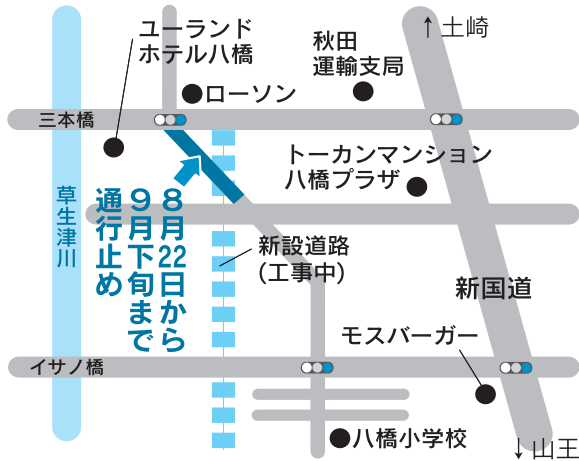 ユーランド
ホテル八橋
秋田
運輸支局
↑土崎
ローソン
三本橋
トーカンマンション
八橋プラザ
草生津川
8月22日から
9月下旬まで
通行止め
新設道路
(工事中)
新国道
モスバーガー
イサノ橋
八橋小学校
↓山王